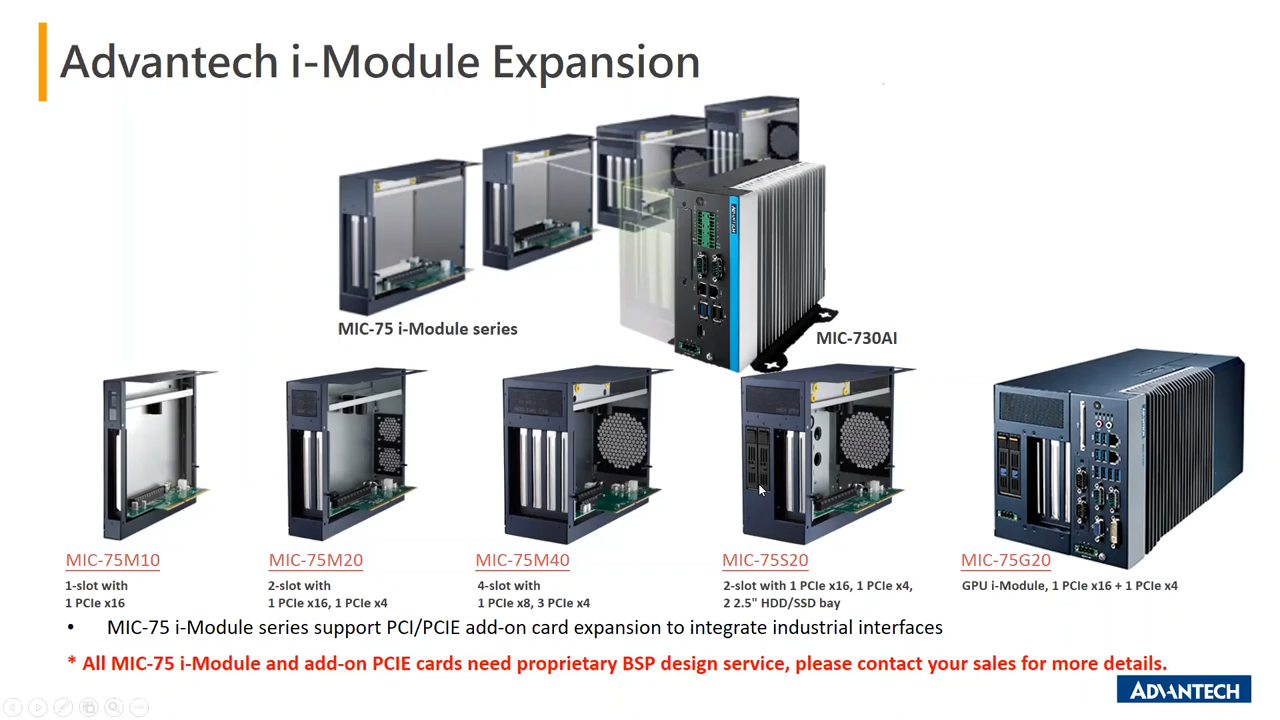 Advantech i-Module Expansion
MIC-75 i-Module series
MIC-730AI
MIC-75M10
1-slot with
1 PCIe x16
MIC-75M20
2-slot with
1 PCIe x16, 1 PCIe x4
MIC-75M40
4-slot with
1 PCIe x8, 3 PCIe x4
MIC-75S20
2-slot with 1 PCIe x16, 1 PCIe x4,
2 2.5" HDD/SSD bay
MIC-75G20
GPU i-Module, 1 PCIe x16 + 1 PCIe x4
• MIC-75 i-Module series support PCI/PCIE add-on card expansion to integrate industrial interfaces
* All MIC-75 i-Module and add-on PCIE cards need proprietary BSP design service, please contact your sales for more details.
ADVANTECH